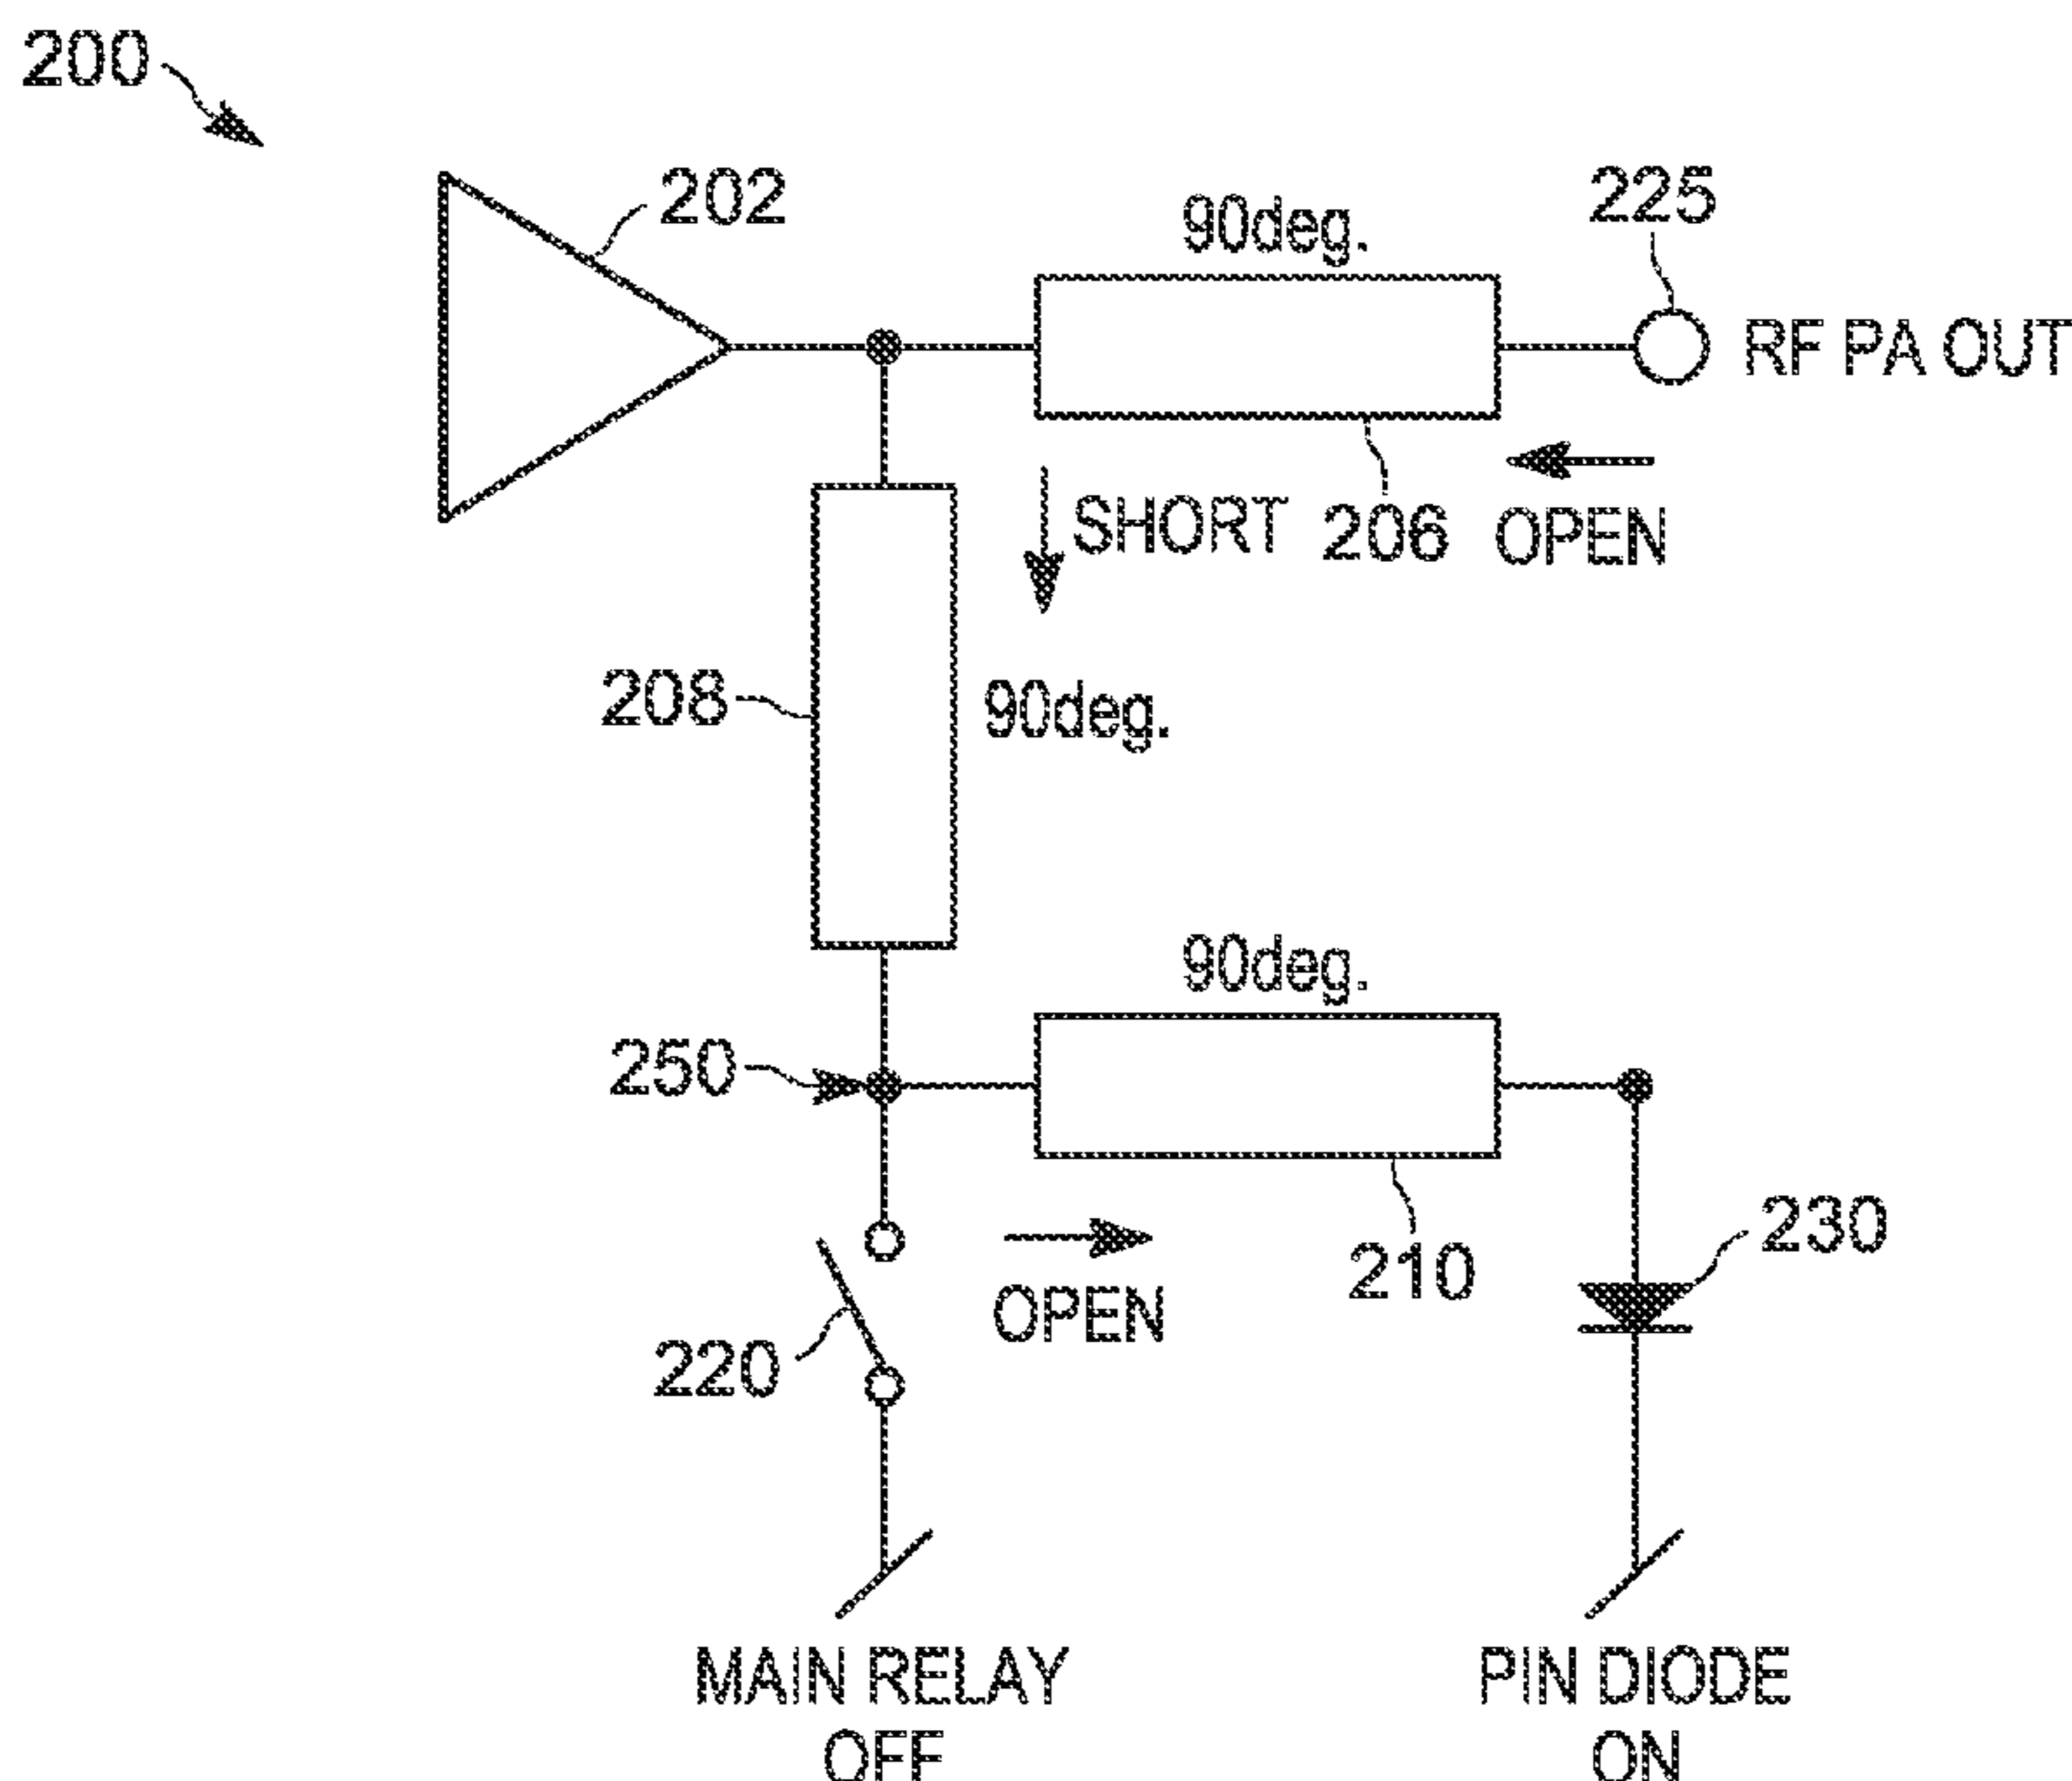 200
202
90deg.
225
RF PA OUT
SHORT
206
OPEN
208
90deg.
90deg.
250
210
230
OPEN
220
MAIN RELAY
OFF
PIN DIODE
ON